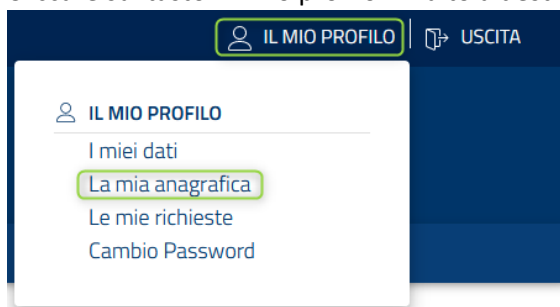 IL MIO PROFILO USCITA
IL MIO PROFILO
I miei dati
La mia anagrafica
Le mie richieste
Cambio Password